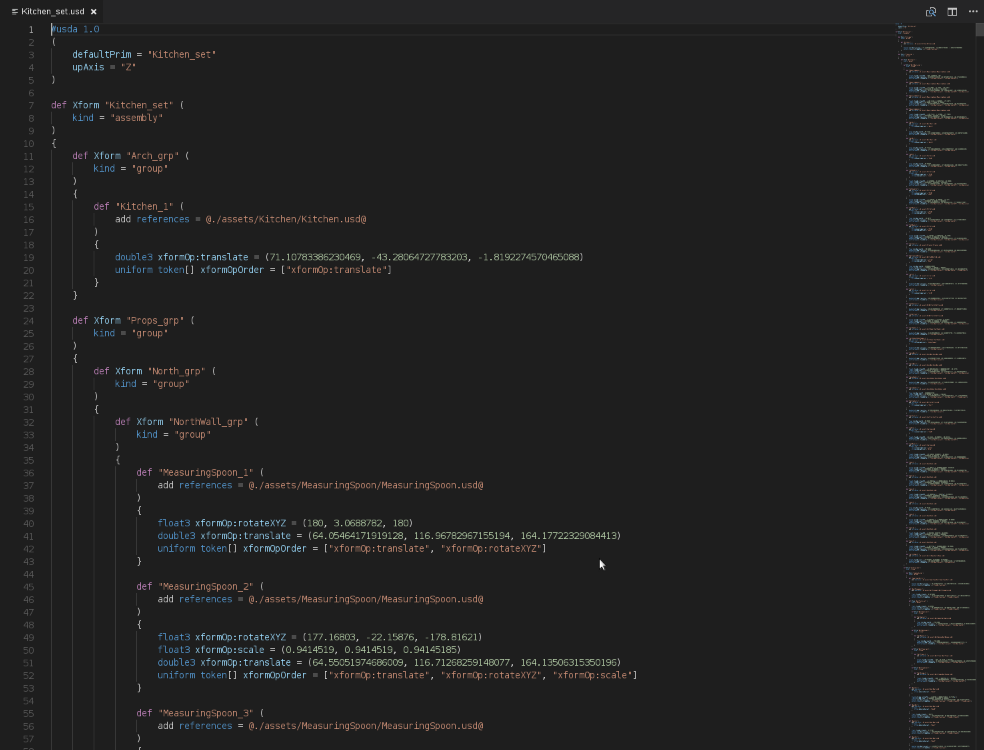 Kitchen_set.usd
1 #usda 1.0
2 (
3     defaultPrim = "Kitchen_set"
4     upAxis = "Z"
5 )
6
7 def Xform "Kitchen_set" (
8     kind = "assembly"
9 )
10 {
11     def Xform "Arch_grp" (
12         kind = "group"
13     )
14     {
15         def "Kitchen_1" (
16             add references = @./assets/Kitchen/Kitchen.usd@
17         )
18         {
19             double3 xformOp:translate = (71.10783386230469, -43.28064727783203, -1.8192274570465088)
20             uniform token[] xformOpOrder = ["xformOp:translate"]
21         }
22     }
23
24     def Xform "Props_grp" (
25         kind = "group"
26     )
27     {
28         def Xform "North_grp" (
29             kind = "group"
30         )
31         {
32             def Xform "NorthWall_grp" (
33                 kind = "group"
34             )
35             {
36                 def "MeasuringSpoon_1" (
37                     add references = @./assets/MeasuringSpoon/MeasuringSpoon.usd@
38                 )
39                 {
40                     float3 xformOp:rotateXYZ = (180, 3.0688782, 180)
41                     double3 xformOp:translate = (64.05464171919128, 116.96782967155194, 164.17722329084413)
42                     uniform token[] xformOpOrder = ["xformOp:translate", "xformOp:rotateXYZ"]
43                 }
44
45                 def "MeasuringSpoon_2" (
46                     add references = @./assets/MeasuringSpoon/MeasuringSpoon.usd@
47                 )
48                 {
49                     float3 xformOp:rotateXYZ = (177.16803, -22.15876, -178.81621)
50                     float3 xformOp:scale = (0.9414519, 0.9414519, 0.94145185)
51                     double3 xformOp:translate = (64.55051974686009, 116.71268259148077, 164.13506315350196)
52                     uniform token[] xformOpOrder = ["xformOp:translate", "xformOp:rotateXYZ", "xformOp:scale"]
53                 }
54
55                 def "MeasuringSpoon_3" (
56                     add references = @./assets/MeasuringSpoon/MeasuringSpoon.usd@
57                 )